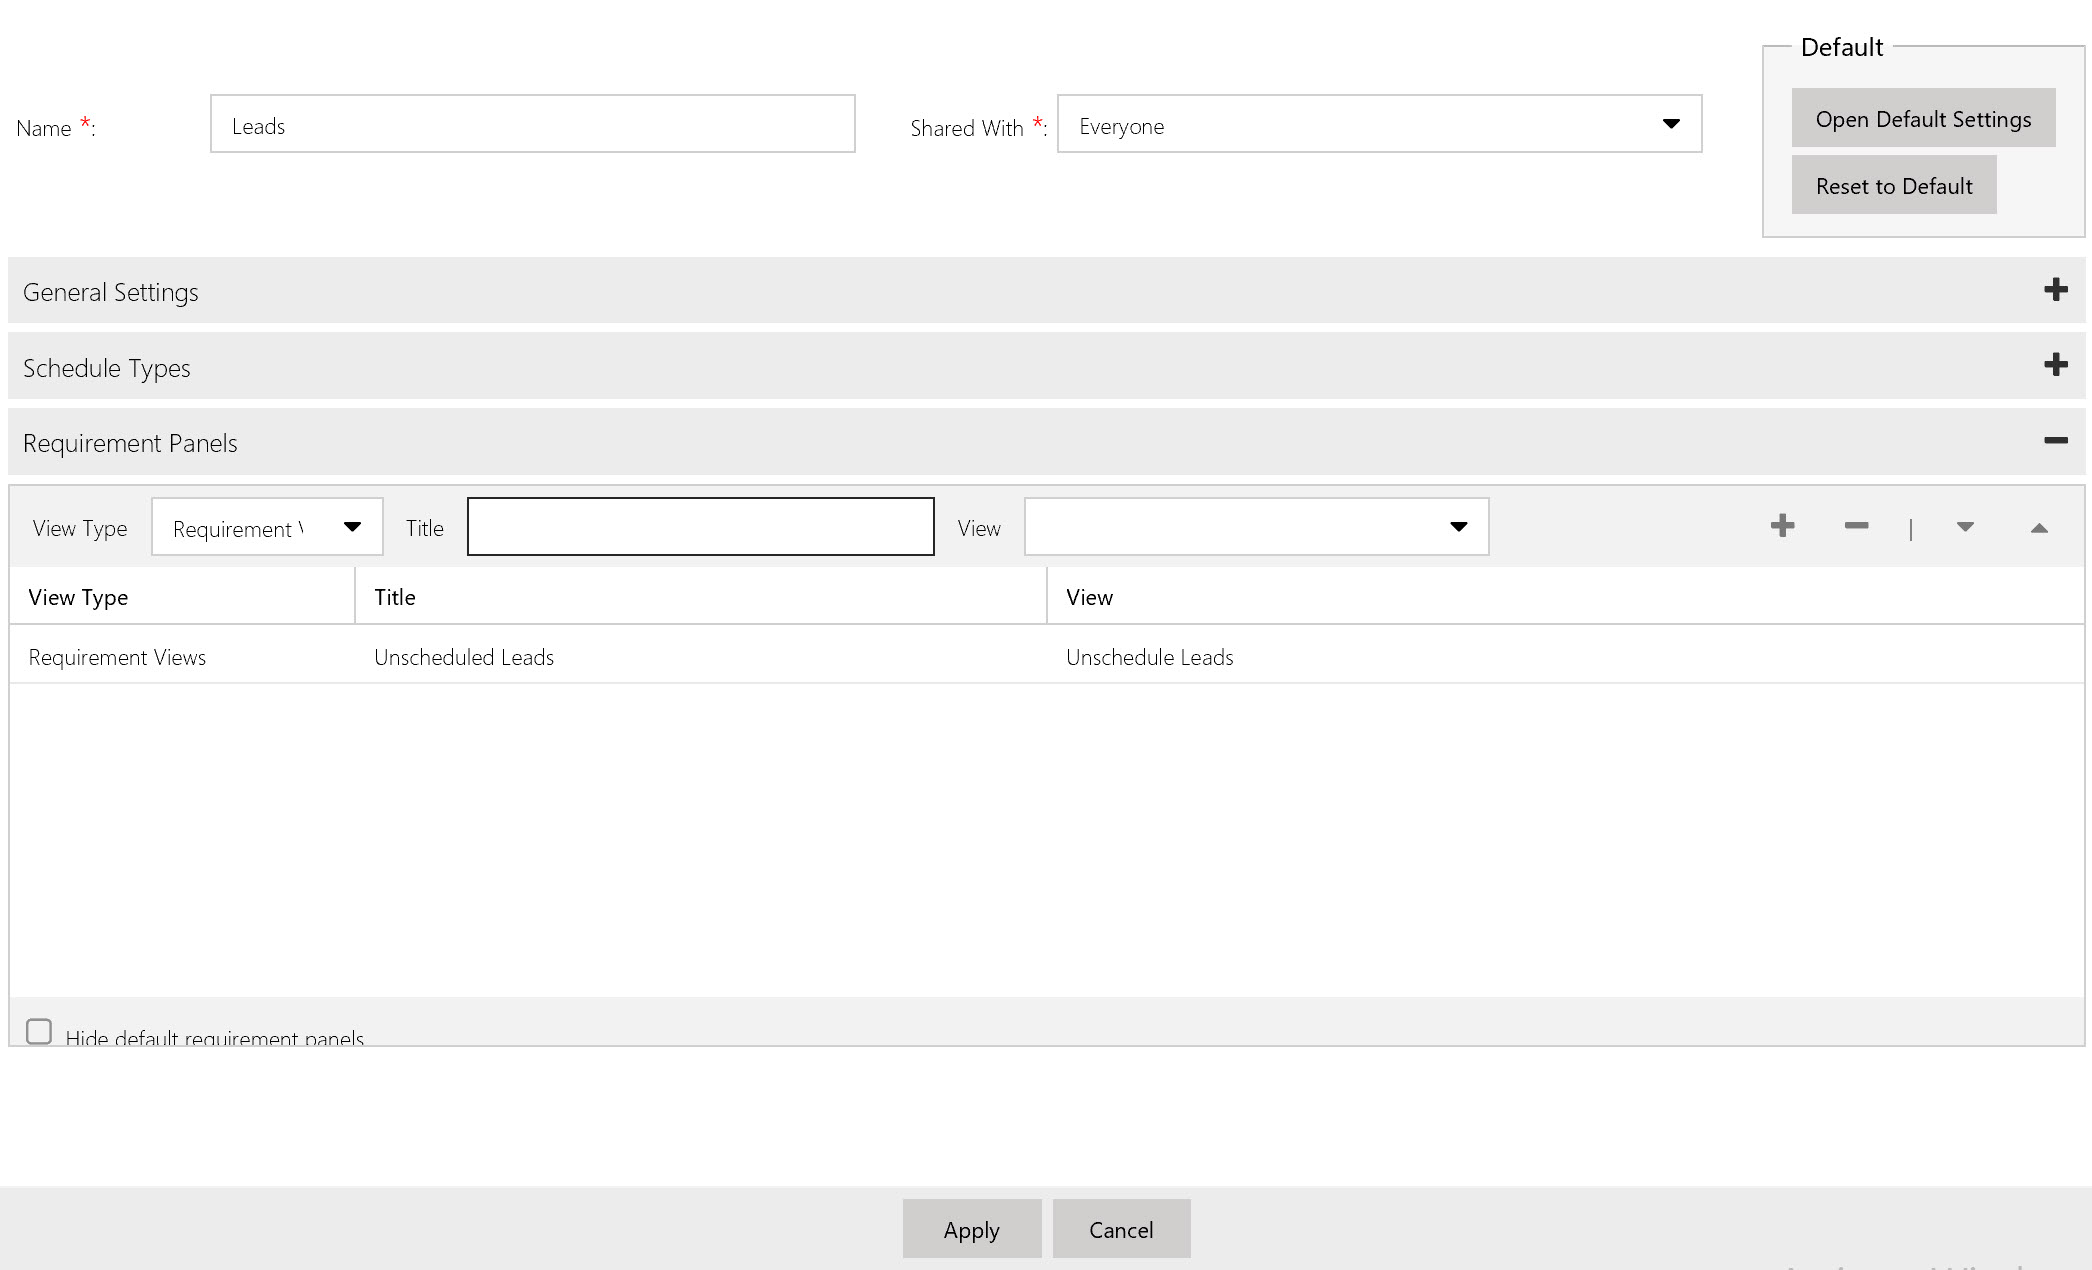 Default
Name *:
Leads
Shared With *:
Everyone
Open Default Settings
Reset to Default
General Settings
Schedule Types
Requirement Panels
View Type
Requirement
Title
View
|
View Type
Title
View
Requirement Views
Unscheduled Leads
Unschedule Leads
Hide default requirement panels
Apply
Cancel